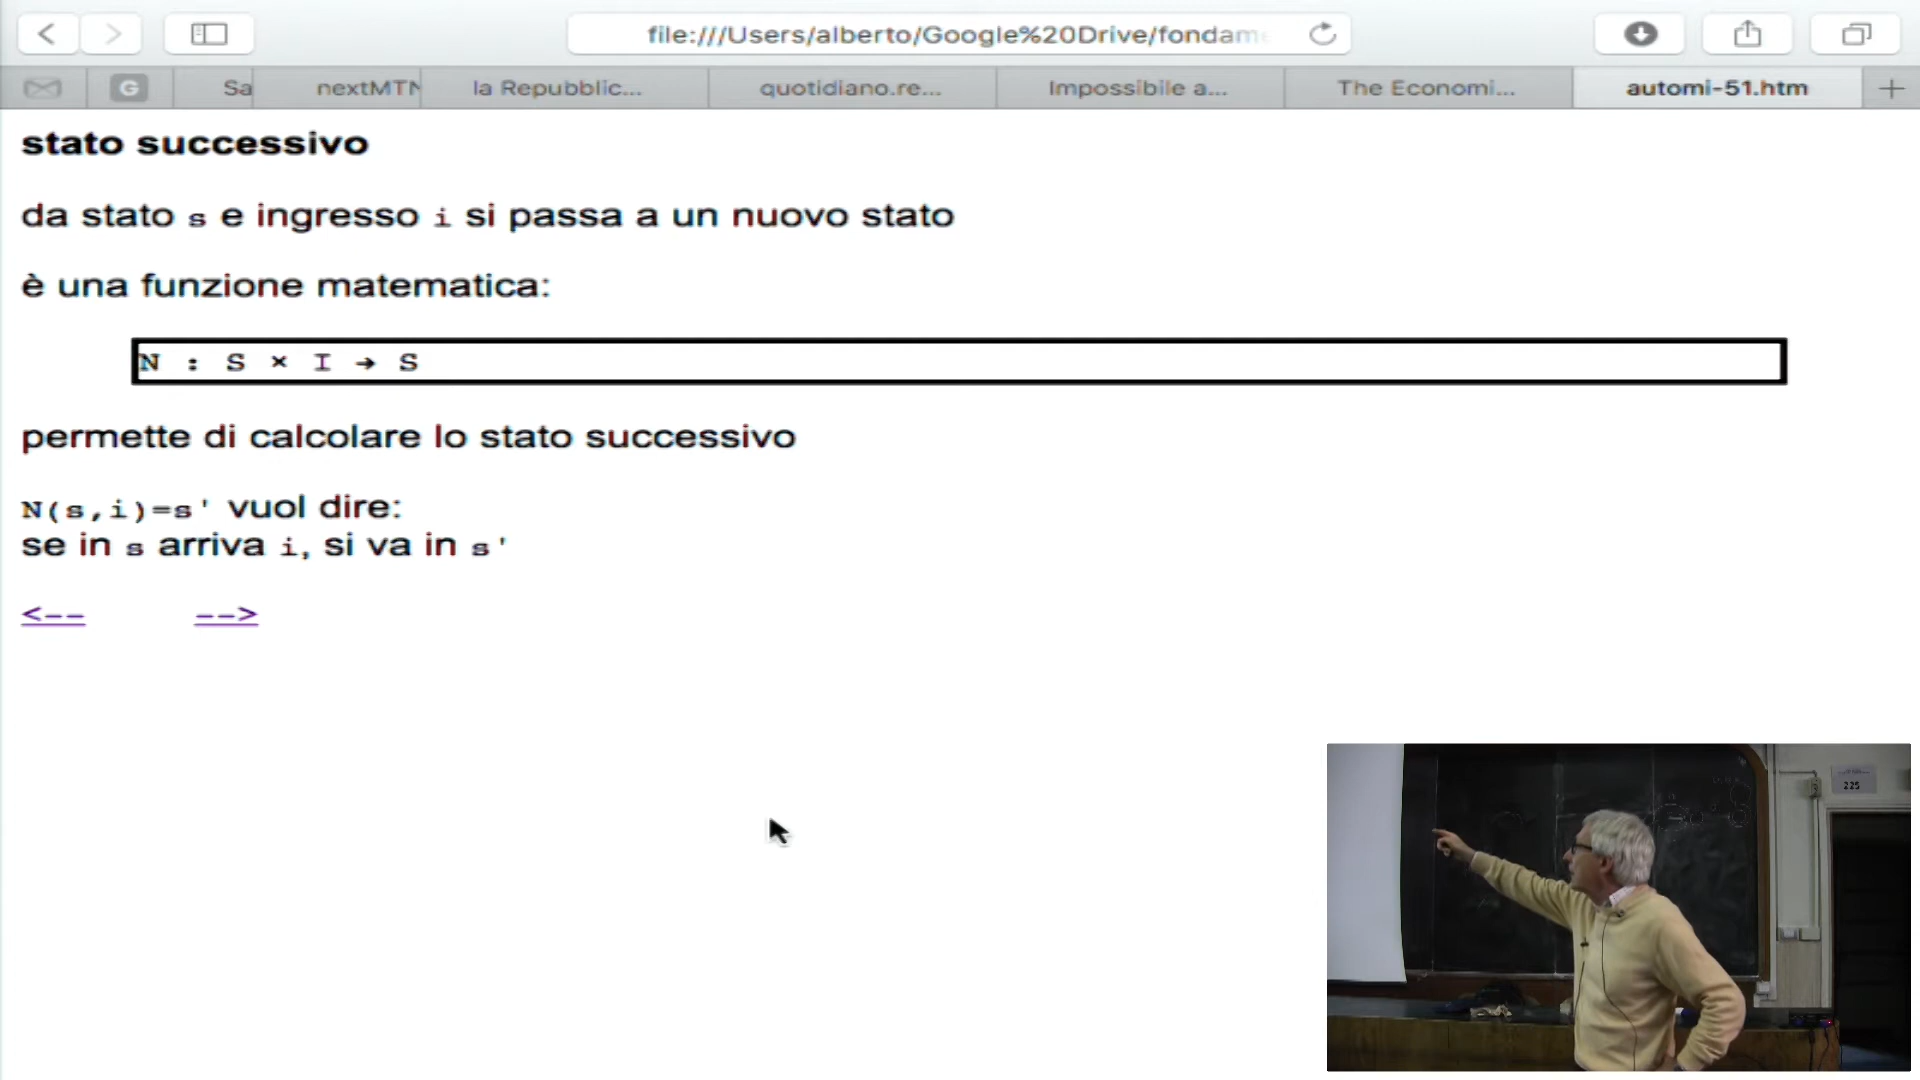 file:///Users/alberto/Google%20Drive/fondam
G
Sa
nextMTN
la Repubblic...
quotidiano.re...
Impossibile a...
The Economi...
automi-51.htm
stato successivo
da stato s e ingresso i si passa a un nuovo stato
è una funzione matematica:
N : S × I → S
permette di calcolare lo stato successivo
N(s,i)=s' vuol dire:
se in s arriva i, si va in s'
<-- -->
225